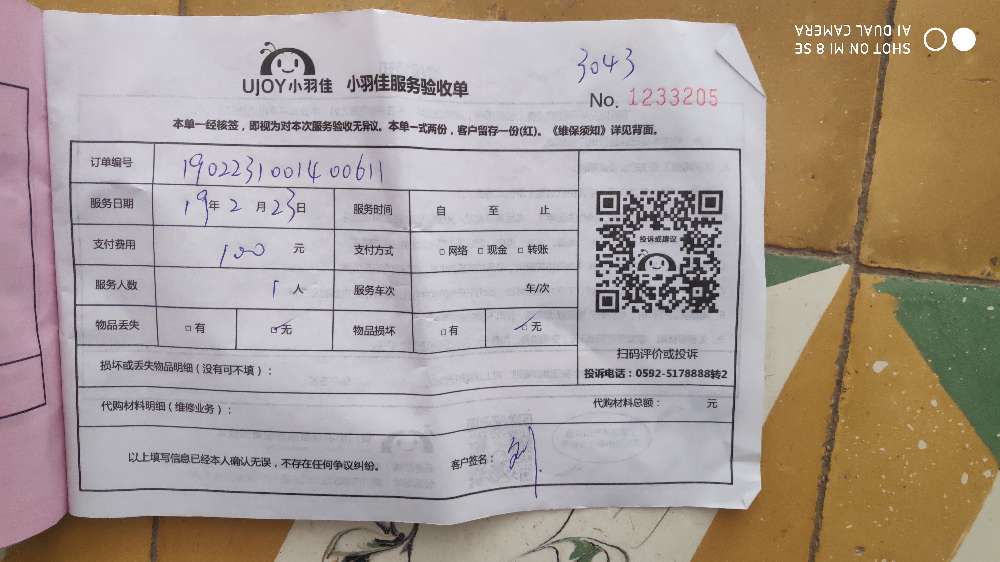 3043
UJOY小羽佳 小羽佳服务验收单
No. 1233205
本单一经核签，即视为对本次服务验收无异议。本单一式两份，客户留存一份(红)。《维保须知》详见背面。
订单编号 1902231001400611
服务日期 19年 2 月 23日 服务时间 自 至 止
支付费用 100 元 支付方式 □网络 □现金 □转账
服务人数 1 人 服务车次 车/次
物品丢失 □有 □无 物品损坏 □有 □无
投诉或建议
扫码评价或投诉
投诉电话：0592-5178888转2
损坏或丢失物品明细（没有可不填）：
代购材料明细（维修业务）： 代购材料总额： 元
以上填写信息已经本人确认无误，不存在任何争议纠纷。 客户签名：
SHOT ON MI 8 SE
AI DUAL CAMERA